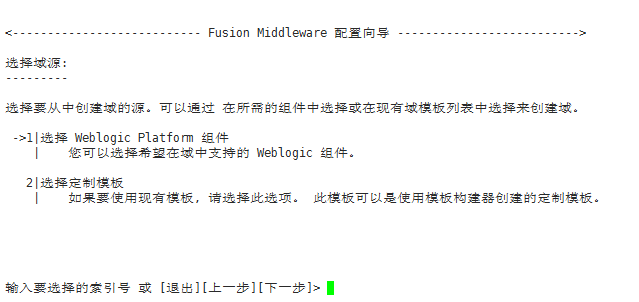 <--------------------------- Fusion Middleware 配置向导 -------------------------->
选择域源:
---------
选择要从中创建域的源。可以通过 在所需的组件中选择或在现有域模板列表中选择来创建域。
->1|选择 Weblogic Platform 组件
|    您可以选择希望在域中支持的 Weblogic 组件。
2|选择定制模板
|    如果要使用现有模板, 请选择此选项。 此模板可以是使用模板构建器创建的定制模板。
输入要选择的索引号 或 [退出][上一步][下一步]>